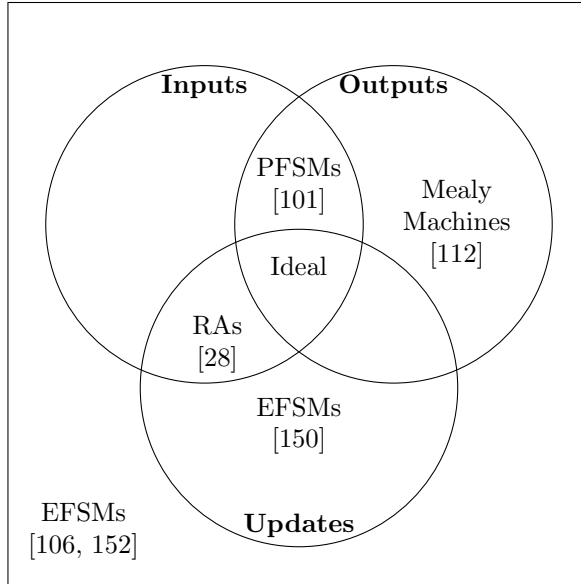 Inputs
Outputs
PFSMs
[101]
Mealy
Machines
[112]
Ideal
RAs
[28]
EFSMs
[150]
EFSMs
[106, 152]
Updates